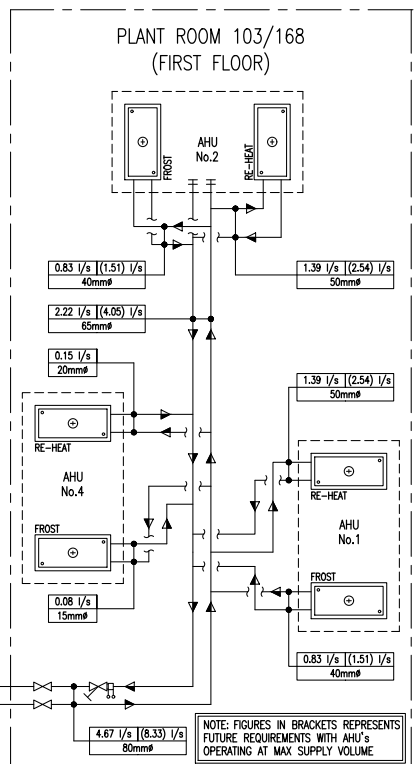 PLANT ROOM 103/168
(FIRST FLOOR)
AHU
No.2
FROST
RE-HEAT
0.83 l/s (1.51) l/s
40mmø
1.39 l/s (2.54) l/s
50mmø
2.22 l/s (4.05) l/s
65mmø
0.15 l/s
20mmø
1.39 l/s (2.54) l/s
50mmø
RE-HEAT
AHU
No.4
FROST
RE-HEAT
AHU
No.1
FROST
0.08 l/s
15mmø
0.83 l/s (1.51) l/s
40mmø
4.67 l/s (8.33) l/s
80mmø
NOTE: FIGURES IN BRACKETS REPRESENTS
FUTURE REQUIREMENTS WITH AHU's
OPERATING AT MAX SUPPLY VOLUME